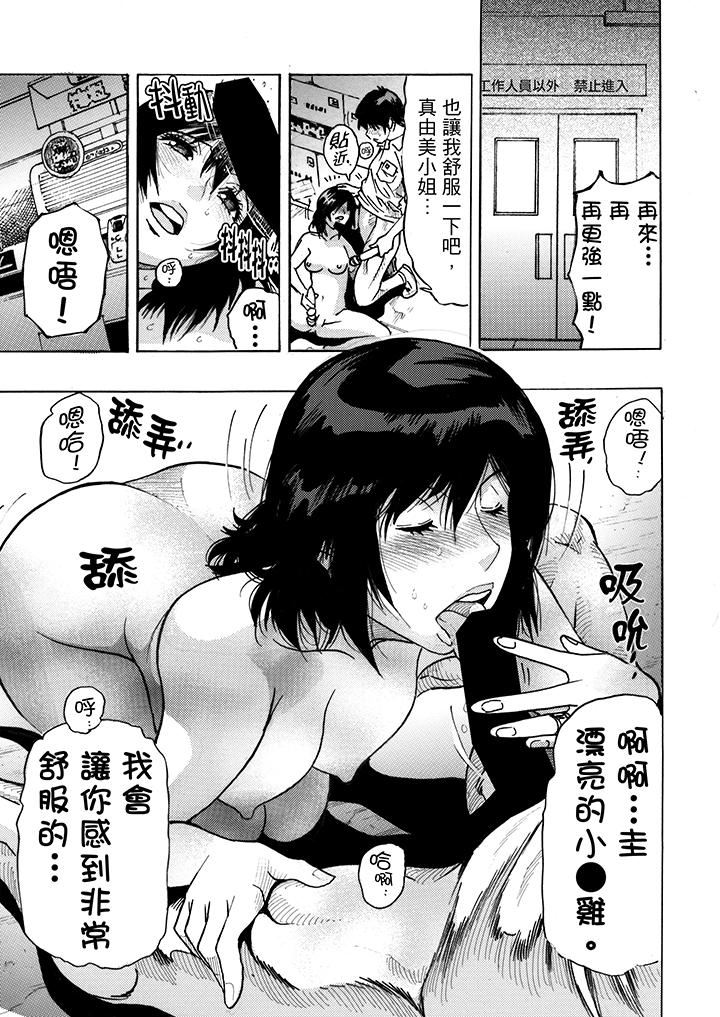 工作人員以外　禁止進入
再來…
再
再更強一點！
也讓我舒服一下吧，
真由美小姐…
呼
貼近
抖動
抖抖抖
呼…
啊…
嗯唔！
嗯唔！…
舔弄
吸吮！
舔弄
嗯哈！
舔
啊啊…圭
漂亮的小●雞。
哈啊…
呼…
我會
讓你感到非常
舒服的…